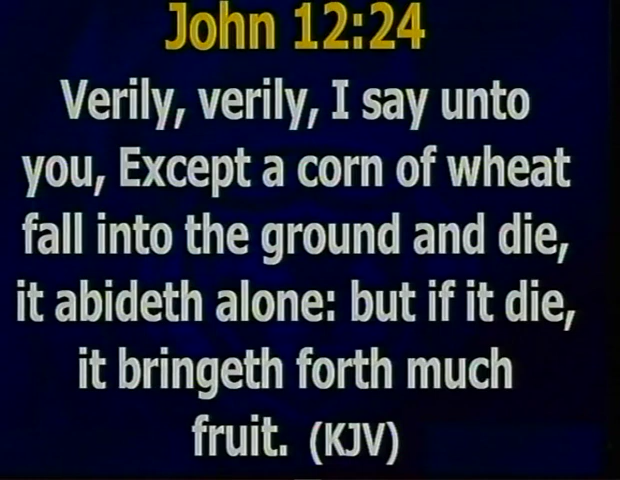 John 12:24
Verily, verily, I say unto
you, Except a corn of wheat
fall into the ground and die,
it abideth alone: but if it die,
it bringeth forth much
fruit. (KJV)